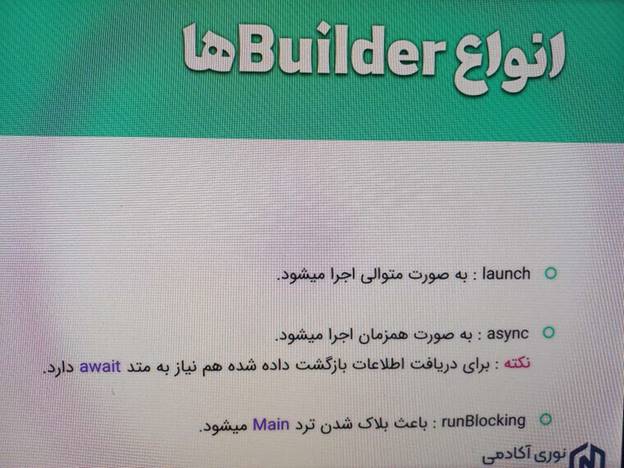 انواع Builderها
launch : به صورت متوالی اجرا میشود.
async : به صورت همزمان اجرا میشود.
نکته : برای دریافت اطلاعات بازگشت داده شده هم نیاز به متد await دارد.
runBlocking : باعث بلاک شدن ترد Main میشود.
نوری آکادمی